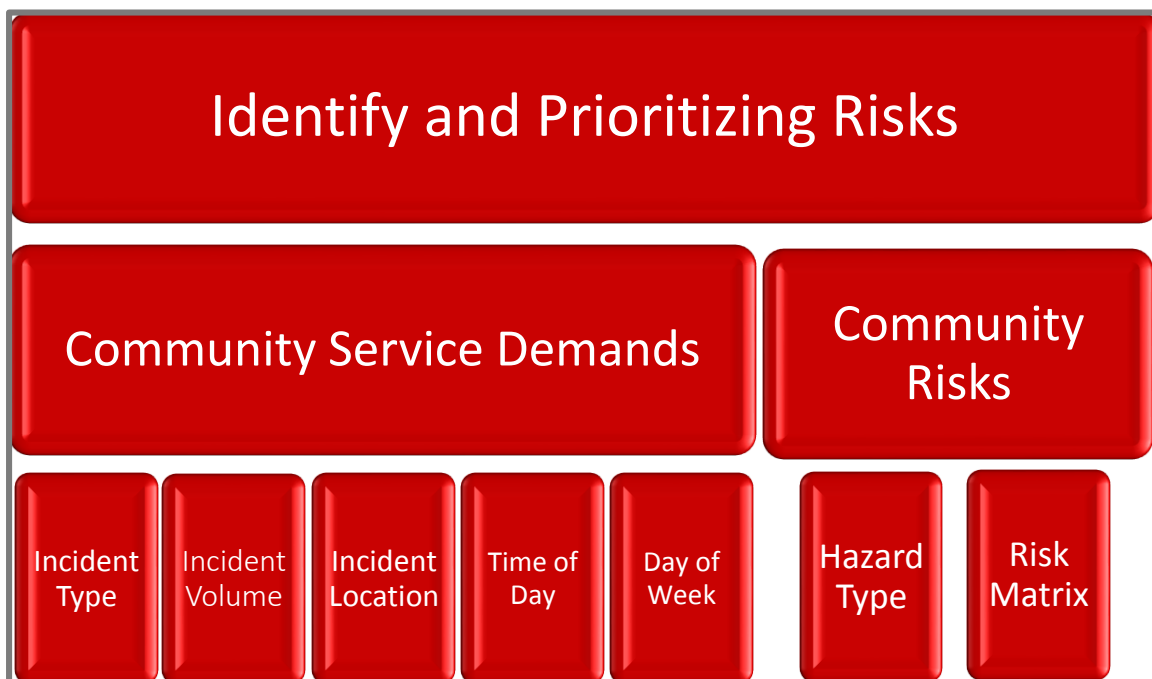 Identify and Prioritizing Risks
Community Service Demands
Community
Risks
Incident
Type
Incident
Volume
Incident
Location
Time of
Day
Day of
Week
Hazard
Type
Risk
Matrix